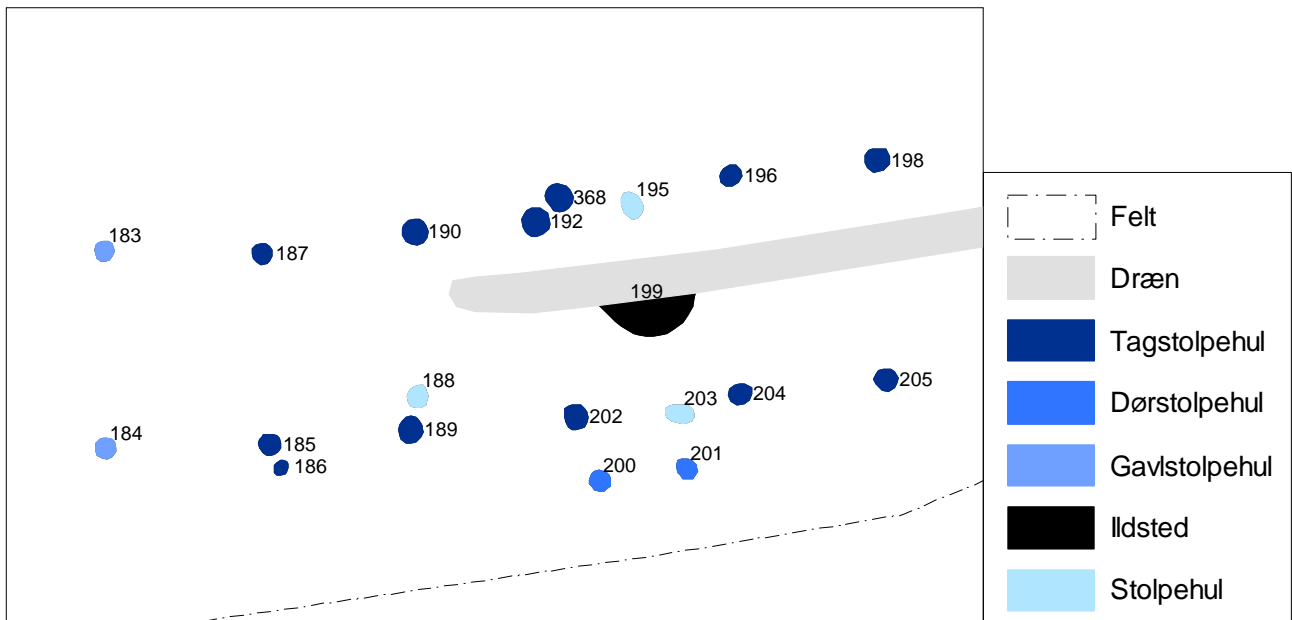 198
196
195
368
192
190
183
187
199
188
205
204
203
202
189
184
185
186
201
200
Felt
Dræn
Tagstolpehul
Dørstolpehul
Gavlstolpehul
Ildsted
Stolpehul